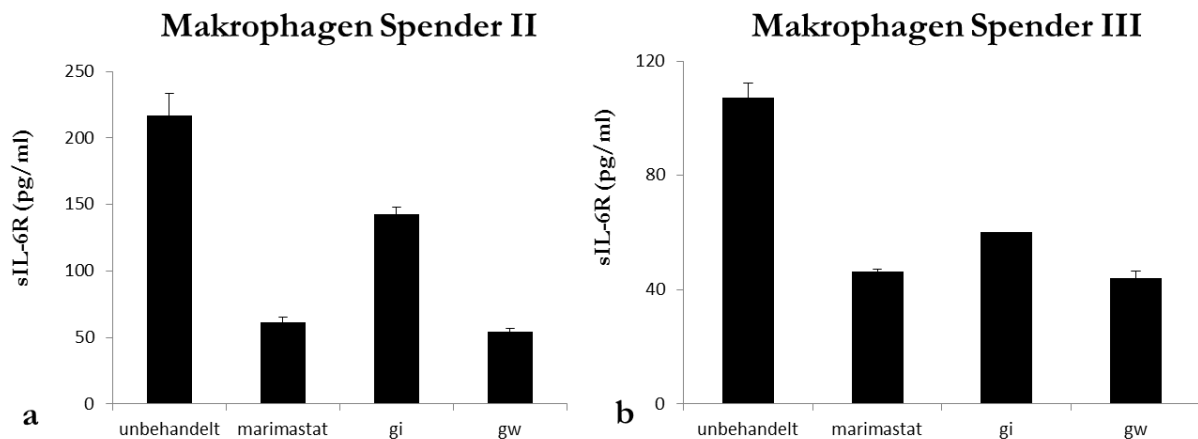 Makrophagen Spender II
sIL-6R (pg/ml)
250
200
150
100
50
0
unbehandelt marimastat gi gw
a
Makrophagen Spender III
sIL-6R (pg/ml)
120
80
40
0
unbehandelt marimastat gi gw
b